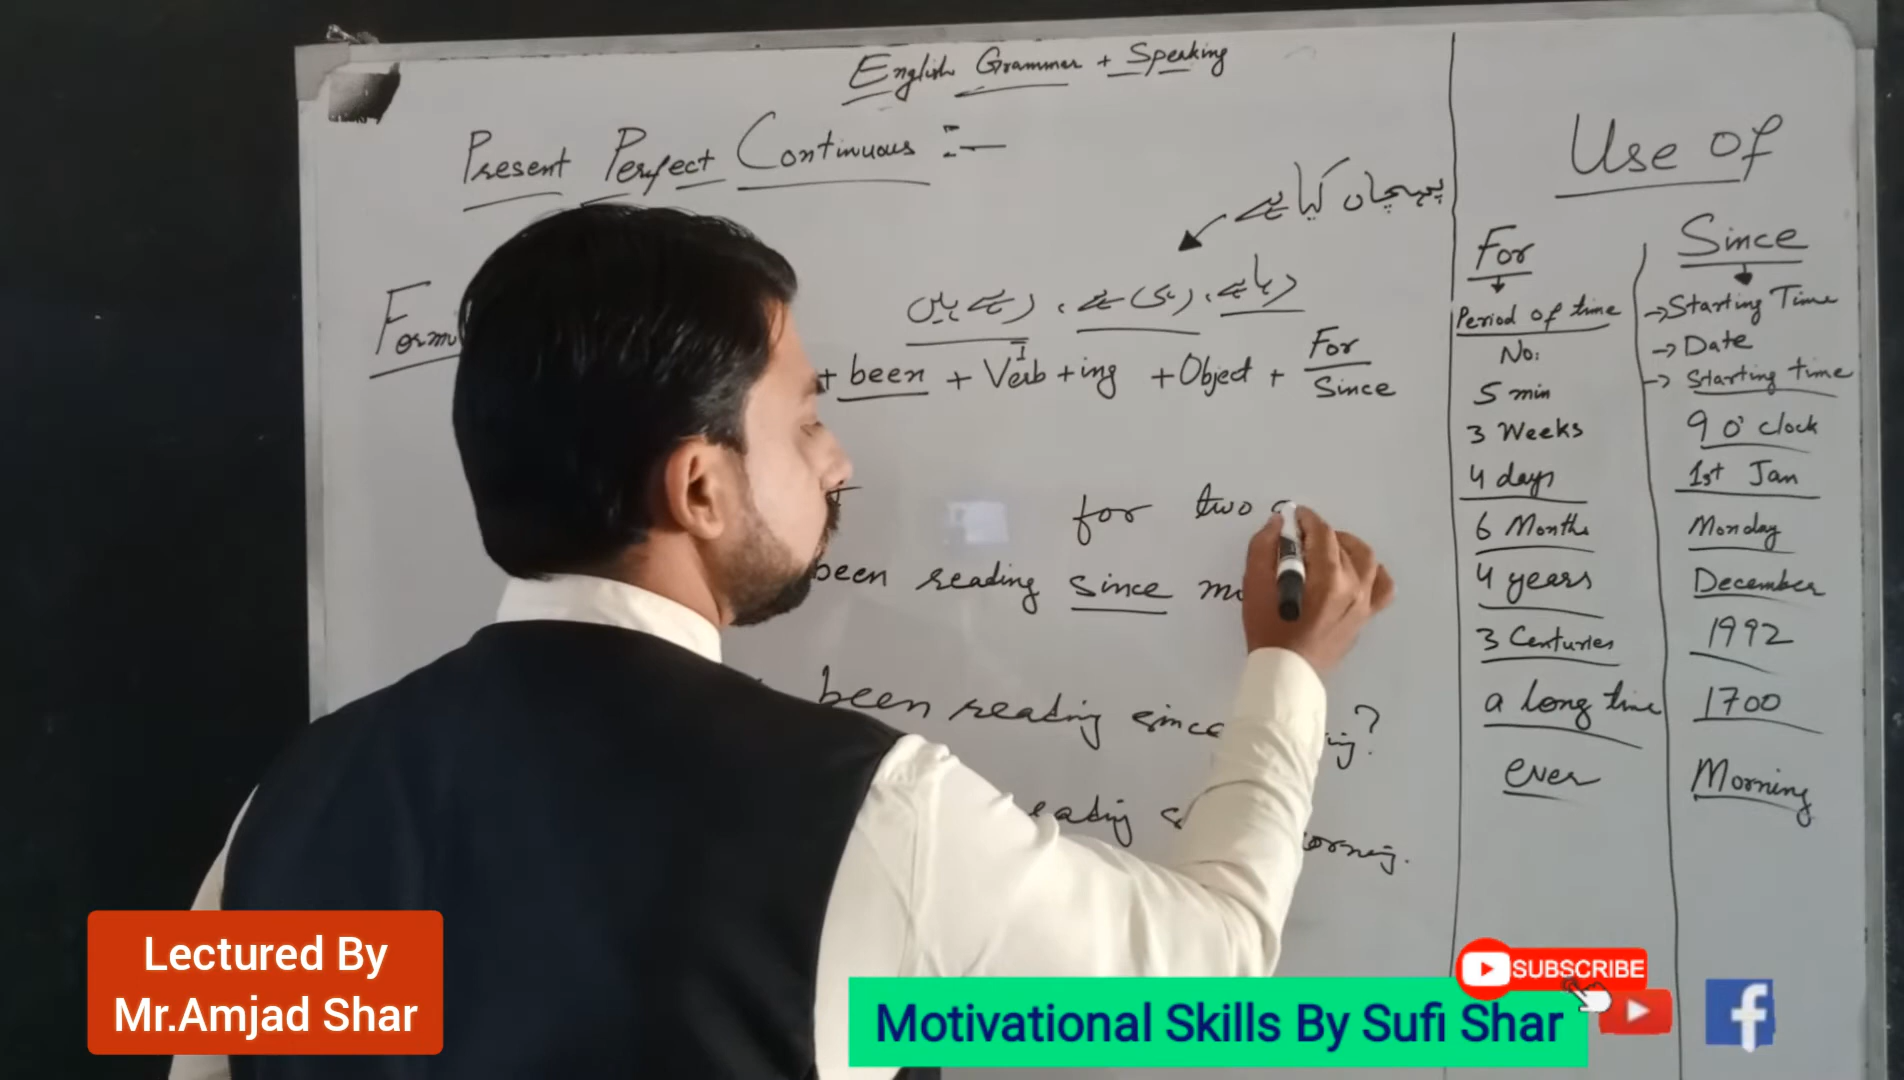 English Grammar + Speaking
Present Perfect Continuous :-
پہچان کیا ہے
رہا ہے، رہی ہے، رہے ہیں
Form
+ been + Verb I + ing + Object + For / Since
for two
been reading since
been reading since ing?
eading orning.
Use Of
For
Period of time
No:
5 min
3 Weeks
4 days
6 Months
4 years
3 Centuries
a long time
ever
Since
→ Starting Time
→ Date
→ Starting time
9 o'clock
1st Jan
Monday
December
1992
1700
Morning
Lectured By
Mr.Amjad Shar
Motivational Skills By Sufi Shar
SUBSCRIBE
f